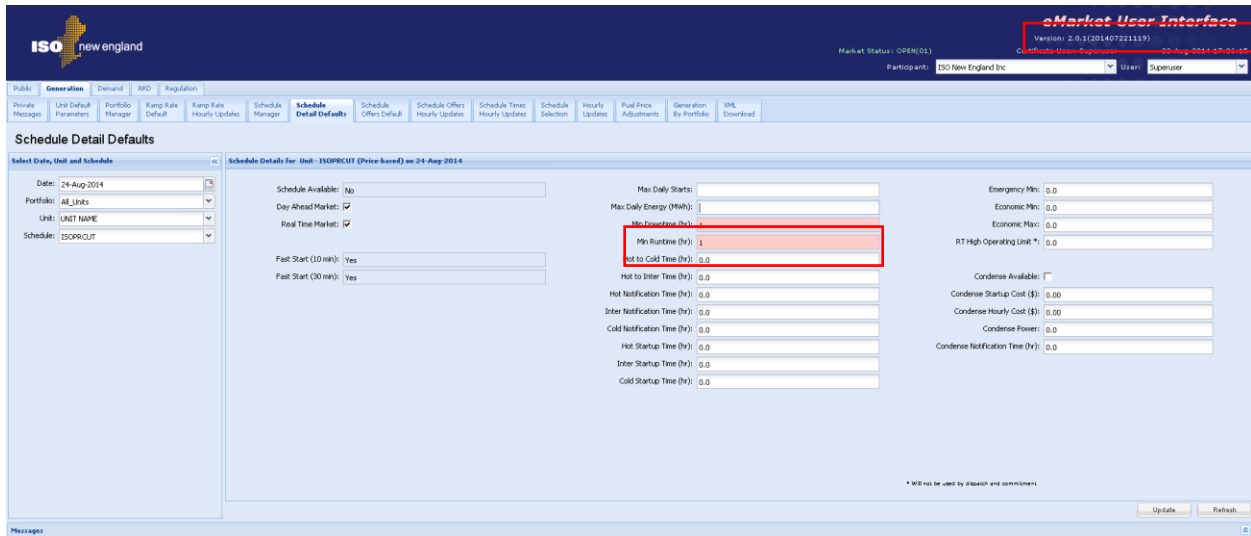 ISO new england
eMarket User Interface
Version: 2.0.1(201407221119)
Market Status: OPEN(01) Certificate User: Superuser
Participant: ISO New England Inc User: Superuser
Public Generation Demand ARD Regulation
Private Messages Unit Default Parameters Portfolio Manager Ramp Rate Default Ramp Rate Hourly Updates Schedule Manager Schedule Detail Defaults Schedule Offers Default Schedule Offers Hourly Updates Schedule Times Hourly Updates Schedule Selection Hourly Updates Fuel Price Adjustments Generation By Portfolio XML Download
Schedule Detail Defaults
Select Date, Unit and Schedule
Date: 24-Aug-2014
Portfolio: All_Units
Unit: UNIT NAME
Schedule: ISOPRCUT
Schedule Details for Unit - ISOPRCUT (Price-based) on 24-Aug-2014
Schedule Available: No
Day Ahead Market:
Real Time Market:
Fast Start (10 min): Yes
Fast Start (30 min): Yes
Max Daily Starts:
Max Daily Energy (MWh):
Min Downtime (hr): 1
Min Runtime (hr): 1
Hot to Cold Time (hr): 0.0
Hot to Inter Time (hr): 0.0
Hot Notification Time (hr): 0.0
Inter Notification Time (hr): 0.0
Cold Notification Time (hr): 0.0
Hot Startup Time (hr): 0.0
Inter Startup Time (hr): 0.0
Cold Startup Time (hr): 0.0
Emergency Min: 0.0
Economic Min: 0.0
Economic Max: 0.0
RT High Operating Limit *: 0.0
Condense Available:
Condense Startup Cost ($): 0.00
Condense Hourly Cost ($): 0.00
Condense Power: 0.0
Condense Notification Time (hr): 0.0
* Will not be used by dispatch and commitment
Update Refresh
Messages